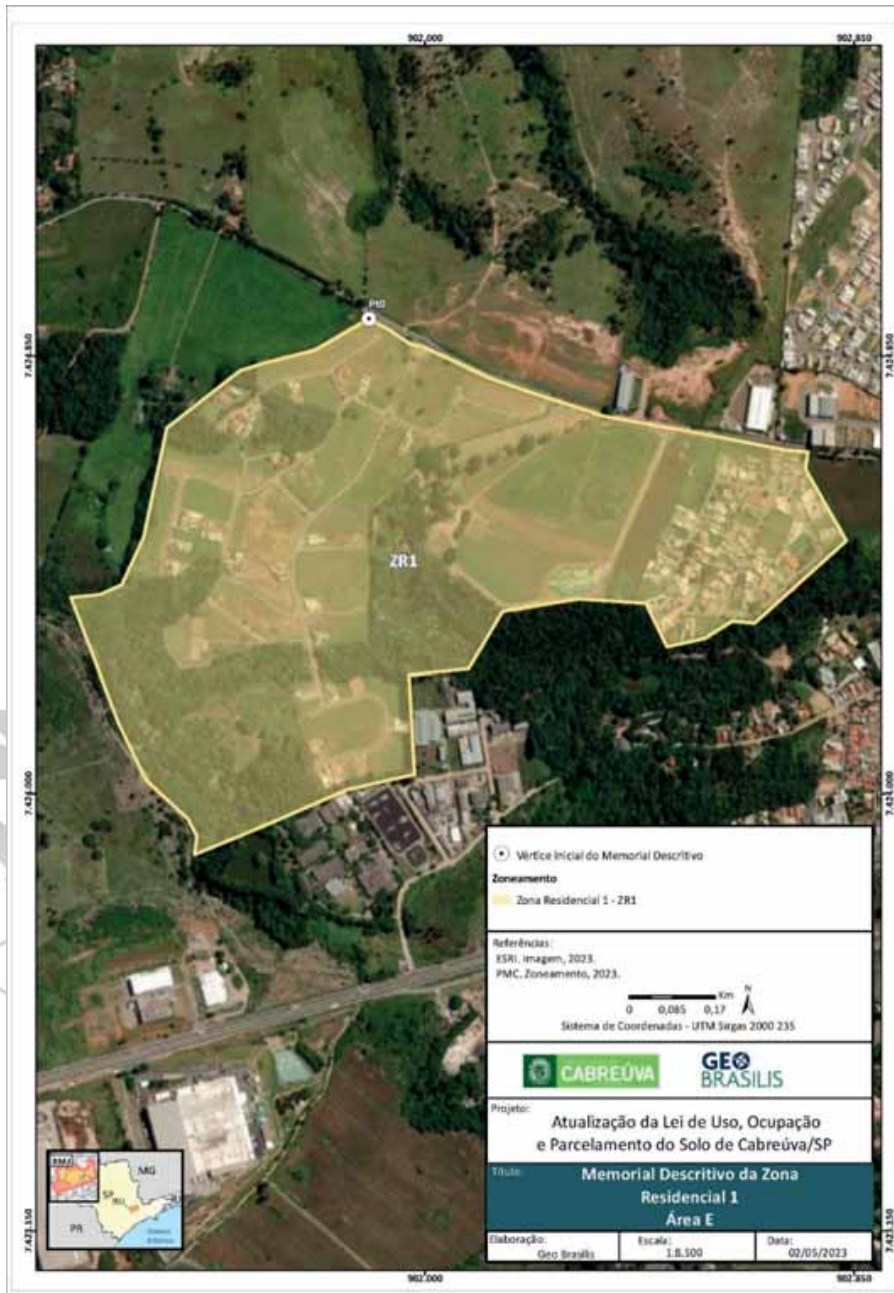 902.000
902.850
7.424.850
7.424.850
Pt0
ZR1
7.424.000
7.424.000
Vértice Inicial do Memorial Descritivo
Zoneamento
Zona Residencial 1 - ZR1
Referências:
ESRI. Imagem, 2023.
PMC. Zoneamento, 2023.
Km
N
0 0,085 0,17
Sistema de Coordenadas - UTM Sirgas 2000 23S
CABREÚVA
GEO
BRASILIS
Projeto:
Atualização da Lei de Uso, Ocupação
e Parcelamento do Solo de Cabreúva/SP
Título:
Memorial Descritivo da Zona
Residencial 1
Área E
Elaboração:
Geo Brasilis
Escala:
1:8.500
Data:
02/05/2023
MG
SP
PR
7.423.150
7.423.150
902.000
902.850